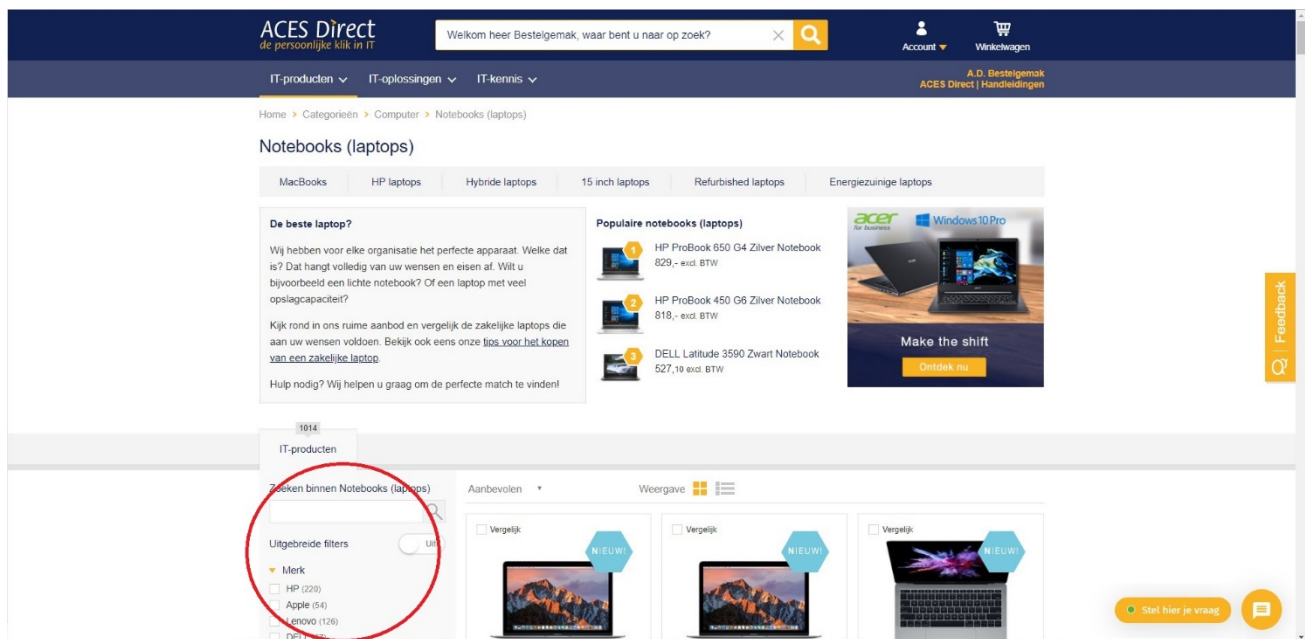 ACES Direct
de persoonlijke klik in IT
Welkom heer Bestelgemak, waar bent u naar op zoek?
Account
Winkelwagen
IT-producten
IT-oplossingen
IT-kennis
A.D. Bestelgemak
ACES Direct | Handleidingen
Home > Categorieën > Computer > Notebooks (laptops)
Notebooks (laptops)
MacBooks
HP laptops
Hybride laptops
15 inch laptops
Refurbished laptops
Energiezuinige laptops
De beste laptop?
Wij hebben voor elke organisatie het perfecte apparaat. Welke dat
is? Dat hangt volledig van uw wensen en eisen af. Wilt u
bijvoorbeeld een lichte notebook? Of een laptop met veel
opslagcapaciteit?
Kijk rond in ons ruime aanbod en vergelijk de zakelijke laptops die
aan uw wensen voldoen. Bekijk ook eens onze tips voor het kopen
van een zakelijke laptop.
Hulp nodig? Wij helpen u graag om de perfecte match te vinden!
Populaire notebooks (laptops)
1
HP ProBook 650 G4 Zilver Notebook
829,- excl. BTW
2
HP ProBook 450 G6 Zilver Notebook
818,- excl. BTW
3
DELL Latitude 3590 Zwart Notebook
527,10 excl. BTW
acer
for business
Windows 10 Pro
Make the shift
Ontdek nu
Feedback
1014
IT-producten
Zoeken binnen Notebooks (laptops)
Uitgebreide filters
Uit
Merk
HP (220)
Apple (54)
Lenovo (126)
Aanbevolen
Weergave
Vergelijk
NIEUW!
Vergelijk
NIEUW!
Vergelijk
NIEUW!
Stel hier je vraag